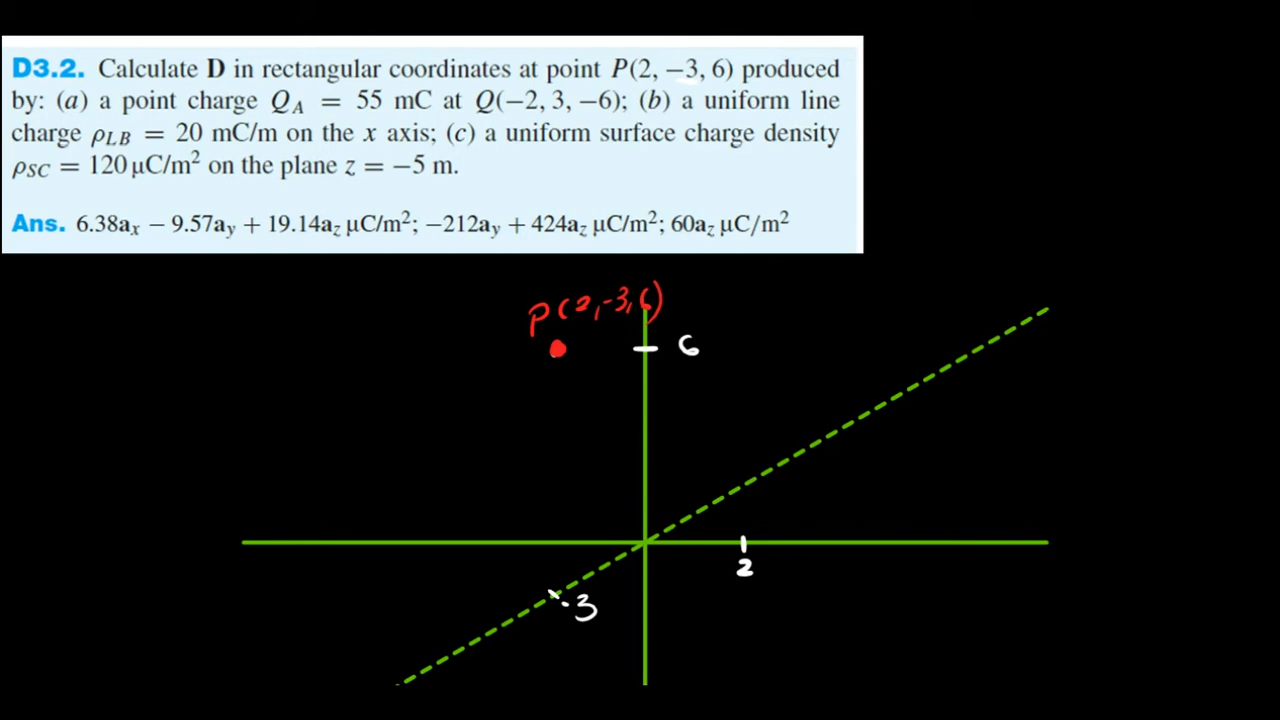 D3.2. Calculate D in rectangular coordinates at point P(2, −3, 6) produced
by: (a) a point charge Q_A = 55 mC at Q(−2, 3, −6); (b) a uniform line
charge ρ_LB = 20 mC/m on the x axis; (c) a uniform surface charge density
ρ_SC = 120 μC/m² on the plane z = −5 m.
Ans. 6.38a_x − 9.57a_y + 19.14a_z μC/m²; −212a_y + 424a_z μC/m²; 60a_z μC/m²
P(2,-3,6)
6
2
-3